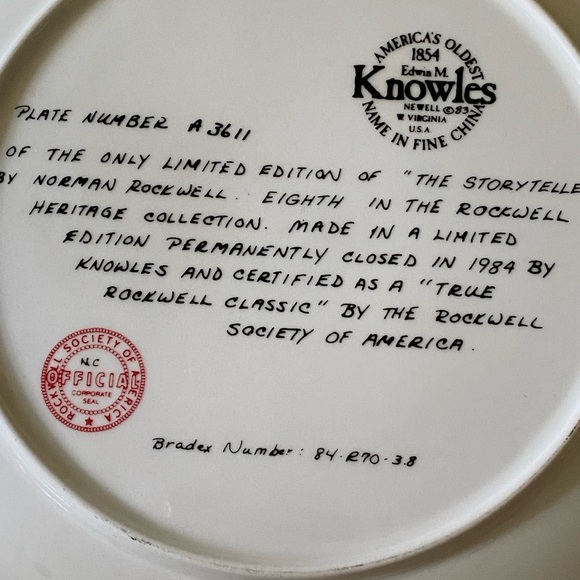 AMERICA'S OLDEST
1854
Edwin M.
Knowles
NEWELL ©83
W. VIRGINIA
U.S.A.
NAME IN FINE CHINA
PLATE NUMBER A3611
OF THE ONLY LIMITED EDITION OF "THE STORYTELLE
BY NORMAN ROCKWELL. EIGHTH IN THE ROCKWELL
HERITAGE COLLECTION. MADE IN A LIMITED
EDITION PERMANENTLY CLOSED IN 1984 BY
KNOWLES AND CERTIFIED AS A "TRUE
ROCKWELL CLASSIC" BY THE ROCKWELL
SOCIETY OF AMERICA.
ROCKWELL SOCIETY OF AMERICA
N.C
OFFICIAL
CORPORATE
SEAL
Bradex Number: 84-R70-3.8